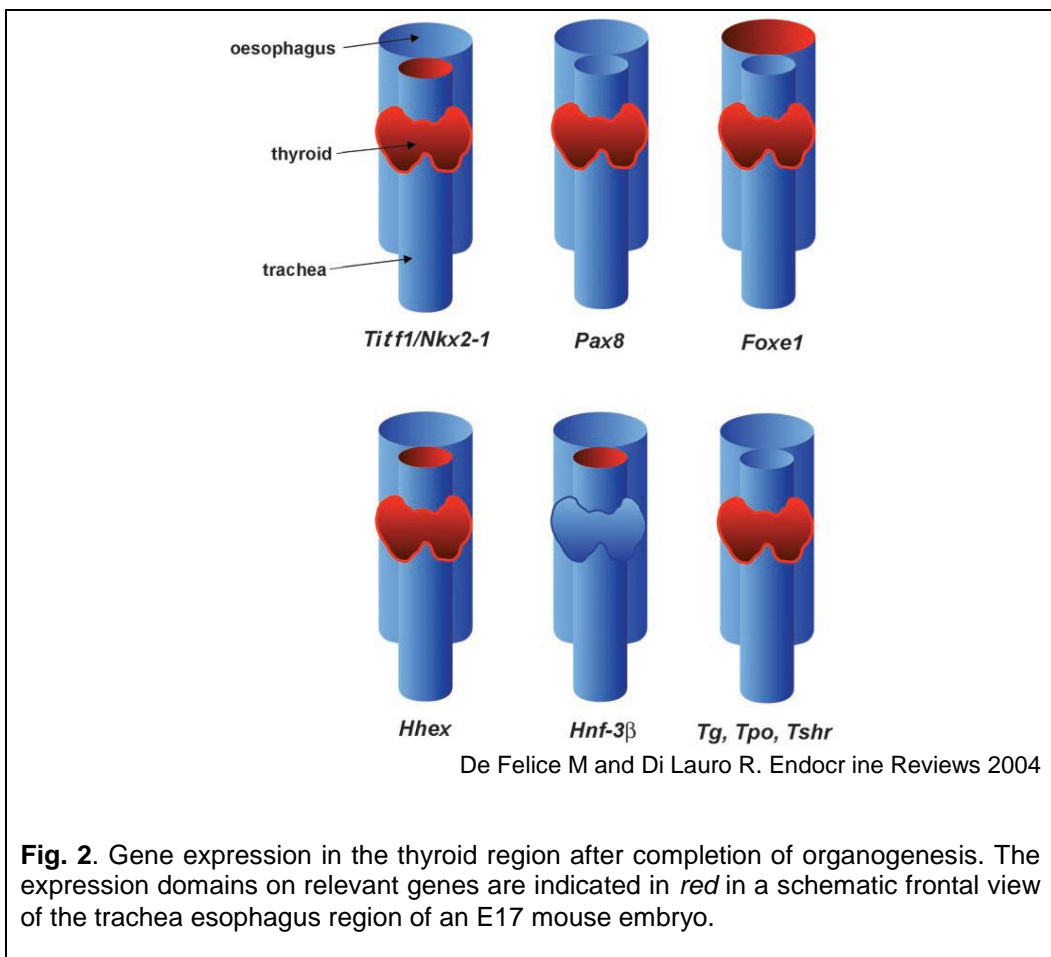 oesophagus
thyroid
trachea
Titf1/Nkx2-1 Pax8 Foxe1
Hhex Hnf-3β Tg, Tpo, Tshr
De Felice M and Di Lauro R. Endocr ine Reviews 2004
Fig. 2. Gene expression in the thyroid region after completion of organogenesis. The
expression domains on relevant genes are indicated in red in a schematic frontal view
of the trachea esophagus region of an E17 mouse embryo.